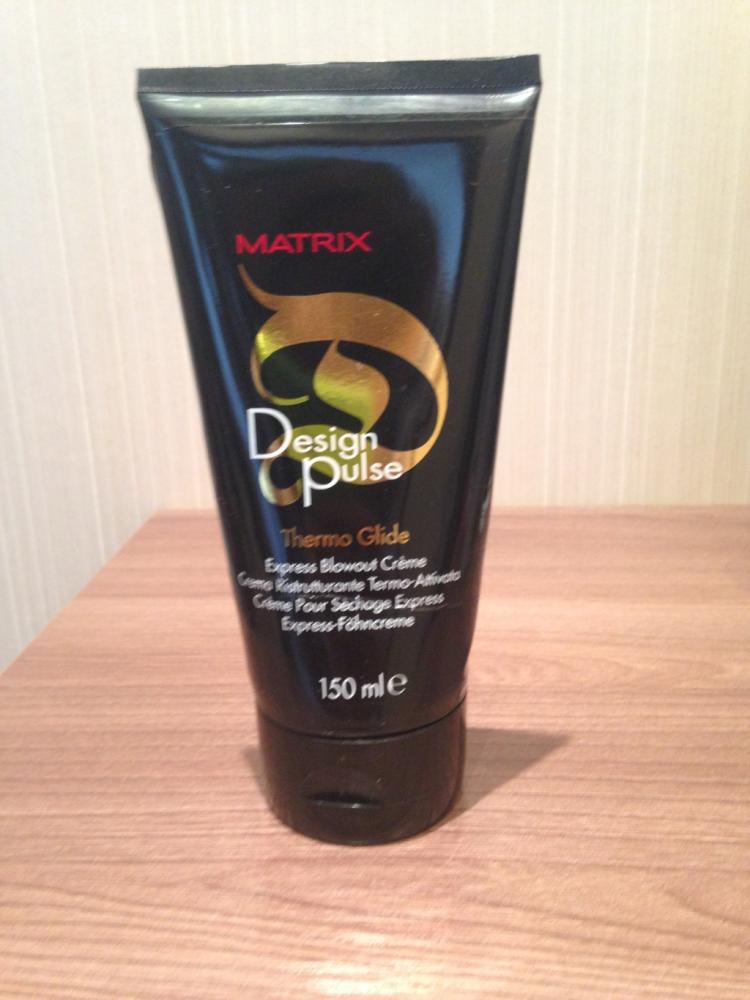 MATRIX
Design
pulse
Thermo Glide
Express Blowout Crème
Crema Ristrutturante Termo-Attivata
Crème Pour Séchage Express
Express-Föhncreme
150 ml e